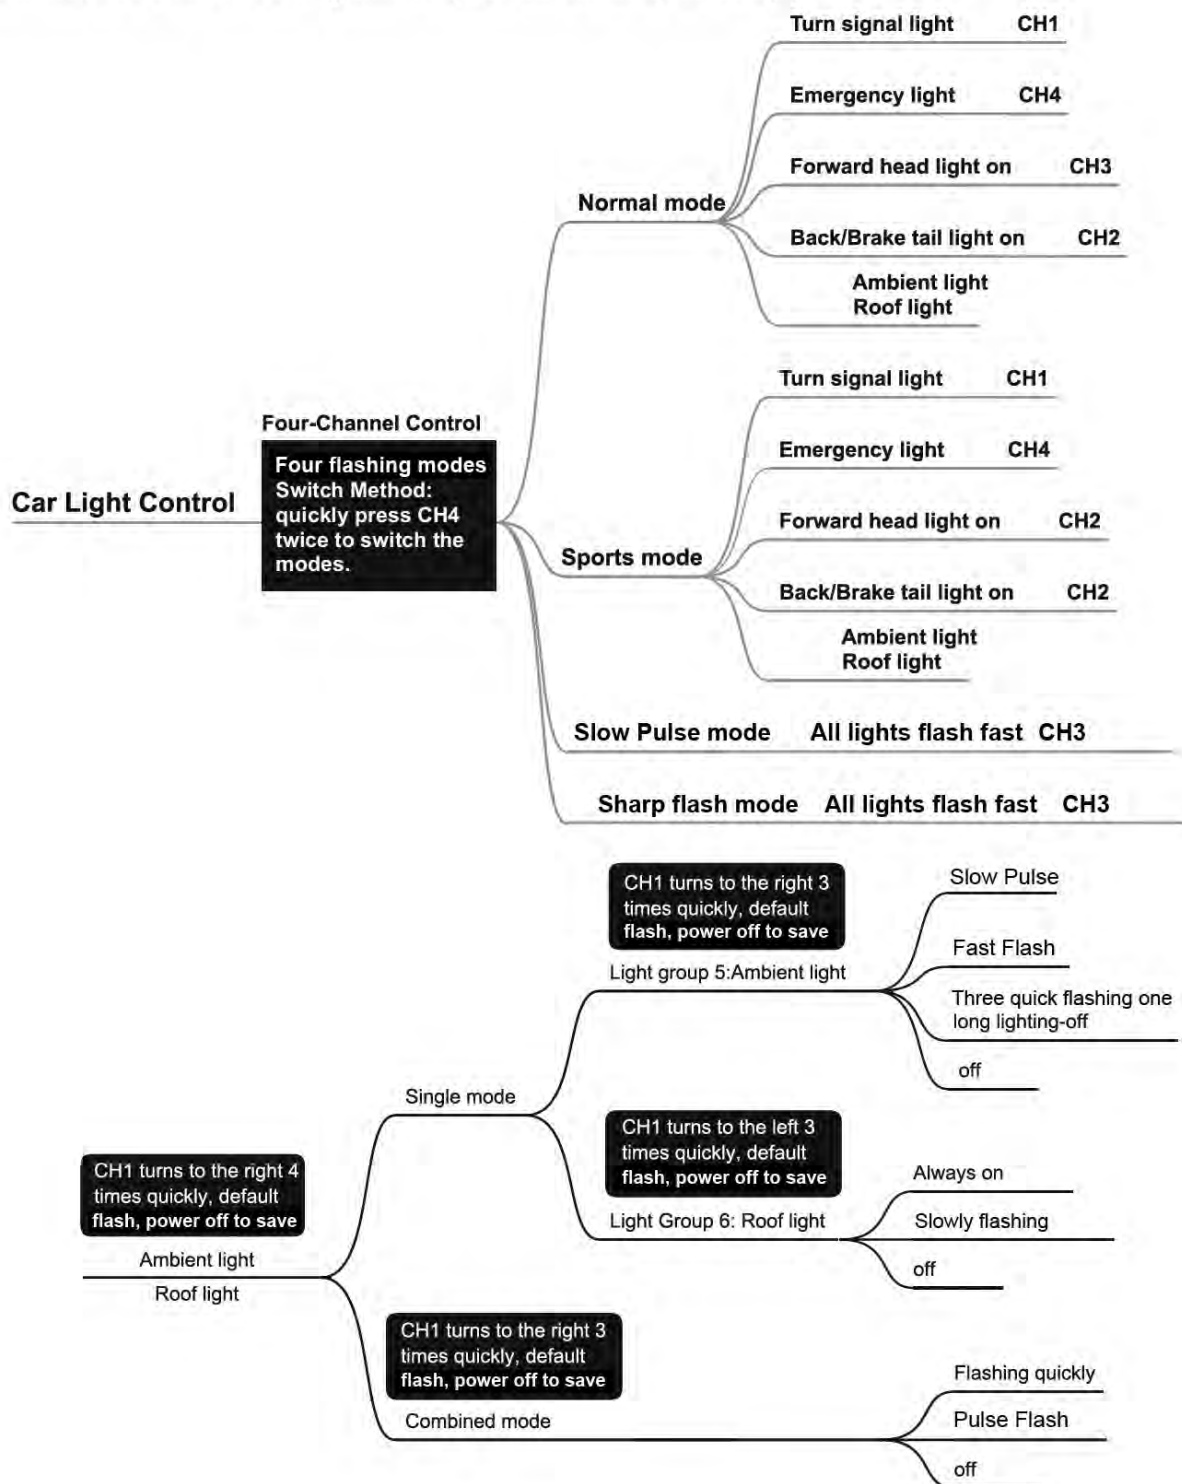 Turn signal light CH1
Emergency light CH4
Forward head light on CH3
Normal mode
Back/Brake tail light on CH2
Ambient light
Roof light
Turn signal light CH1
Four-Channel Control
Emergency light CH4
Four flashing modes
Switch Method:
quickly press CH4
twice to switch the
modes.
Car Light Control
Forward head light on CH2
Sports mode
Back/Brake tail light on CH2
Ambient light
Roof light
Slow Pulse mode All lights flash fast CH3
Sharp flash mode All lights flash fast CH3
CH1 turns to the right 3
times quickly, default
flash, power off to save
Light group 5:Ambient light
Slow Pulse
Fast Flash
Three quick flashing one
long lighting-off
off
Single mode
CH1 turns to the left 3
times quickly, default
flash, power off to save
Light Group 6: Roof light
Always on
Slowly flashing
off
CH1 turns to the right 4
times quickly, default
flash, power off to save
Ambient light
Roof light
CH1 turns to the right 3
times quickly, default
flash, power off to save
Combined mode
Flashing quickly
Pulse Flash
off